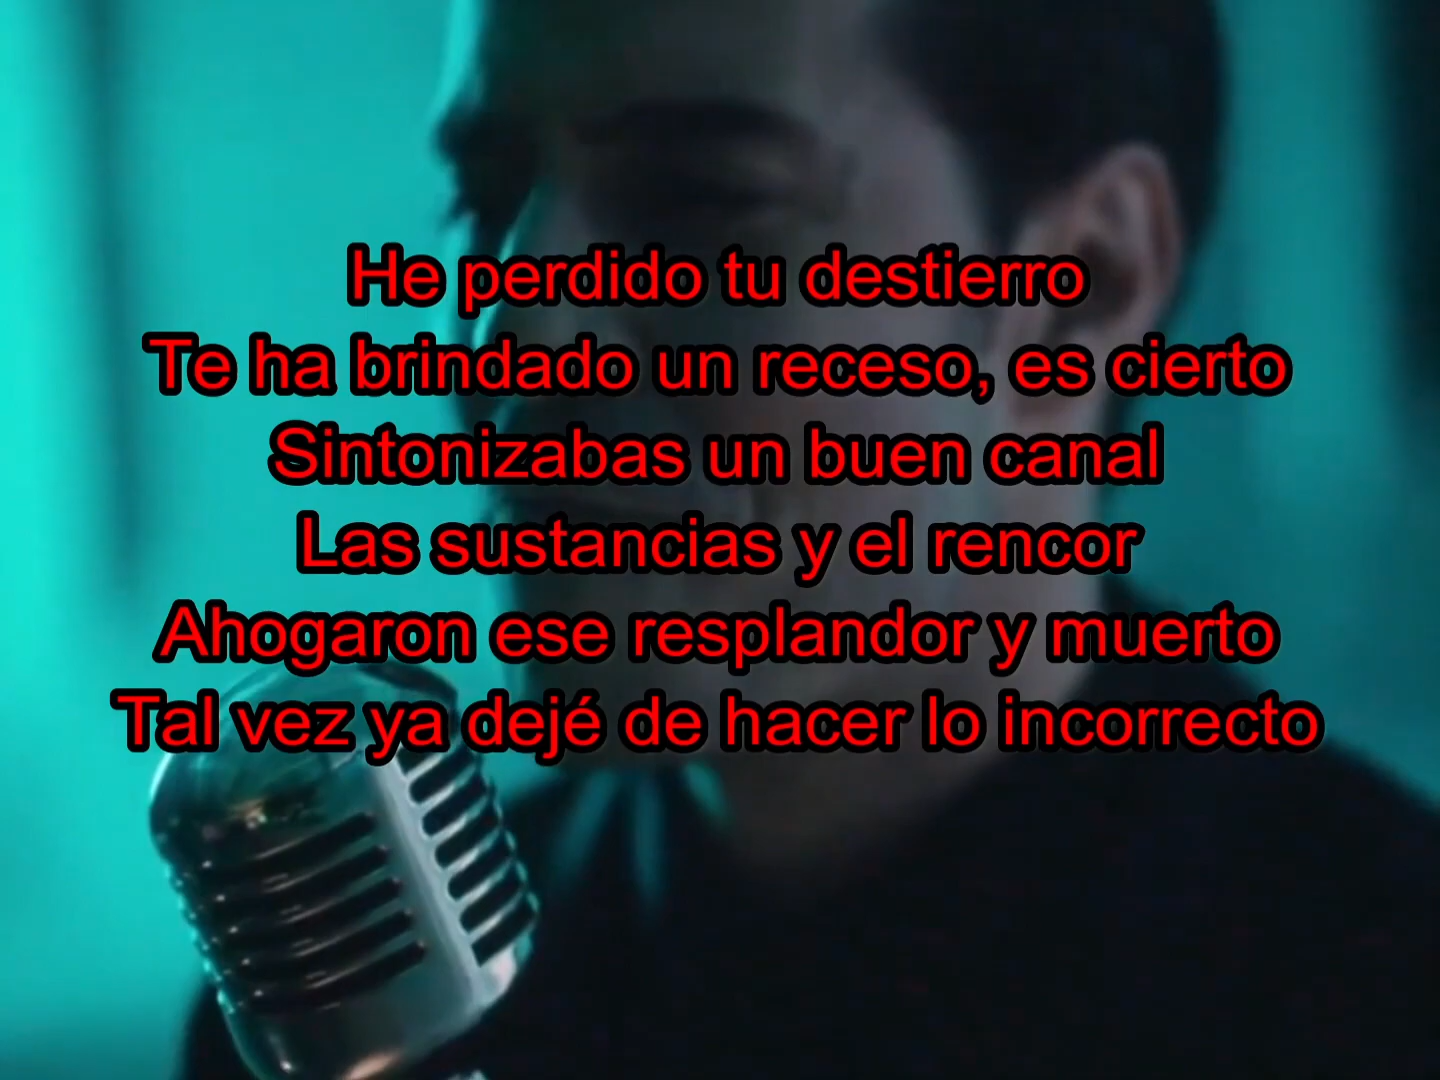 He perdido tu destierro
Te ha brindado un receso, es cierto
Sintonizabas un buen canal
Las sustancias y el rencor
Ahogaron ese resplandor y muerto
Tal vez ya dejé de hacer lo incorrecto